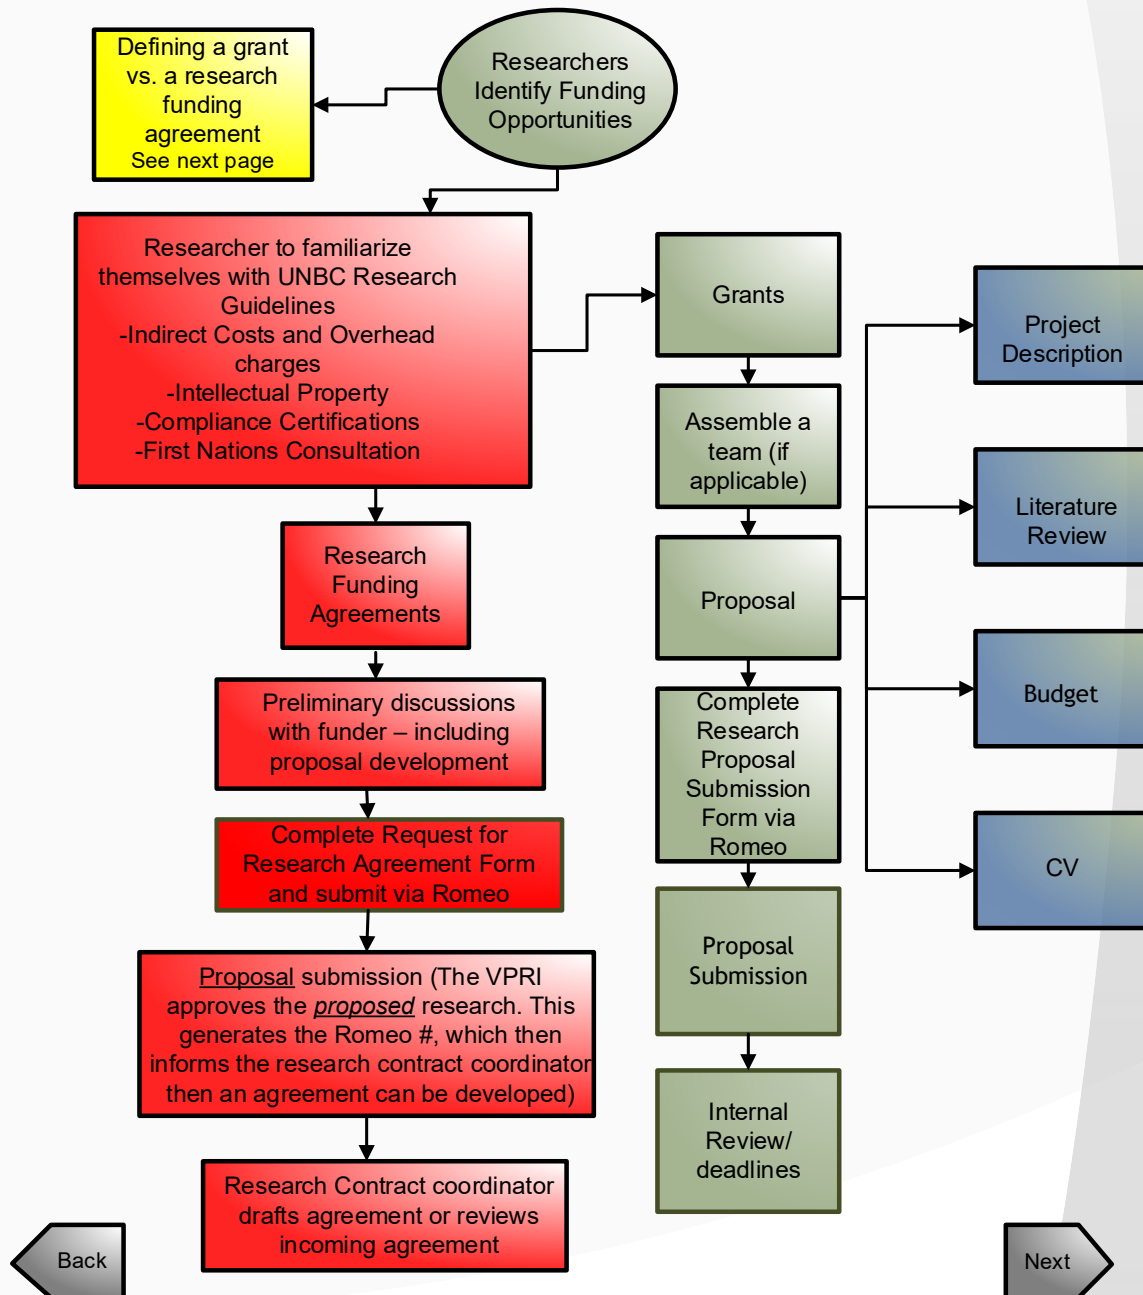 Defining a grant
vs. a research
funding
agreement
See next page
Researchers
Identify Funding
Opportunities
Researcher to familiarize
themselves with UNBC Research
Guidelines
-Indirect Costs and Overhead
charges
-Intellectual Property
-Compliance Certifications
-First Nations Consultation
Research
Funding
Agreements
Preliminary discussions
with funder – including
proposal development
Complete Request for
Research Agreement Form
and submit via Romeo
Proposal submission (The VPRI
approves the proposed research. This
generates the Romeo #, which then
informs the research contract coordinator
then an agreement can be developed)
Research Contract coordinator
drafts agreement or reviews
incoming agreement
Grants
Assemble a
team (if
applicable)
Proposal
Complete
Research
Proposal
Submission
Form via
Romeo
Proposal
Submission
Internal
Review/
deadlines
Project
Description
Literature
Review
Budget
CV
Back
Next